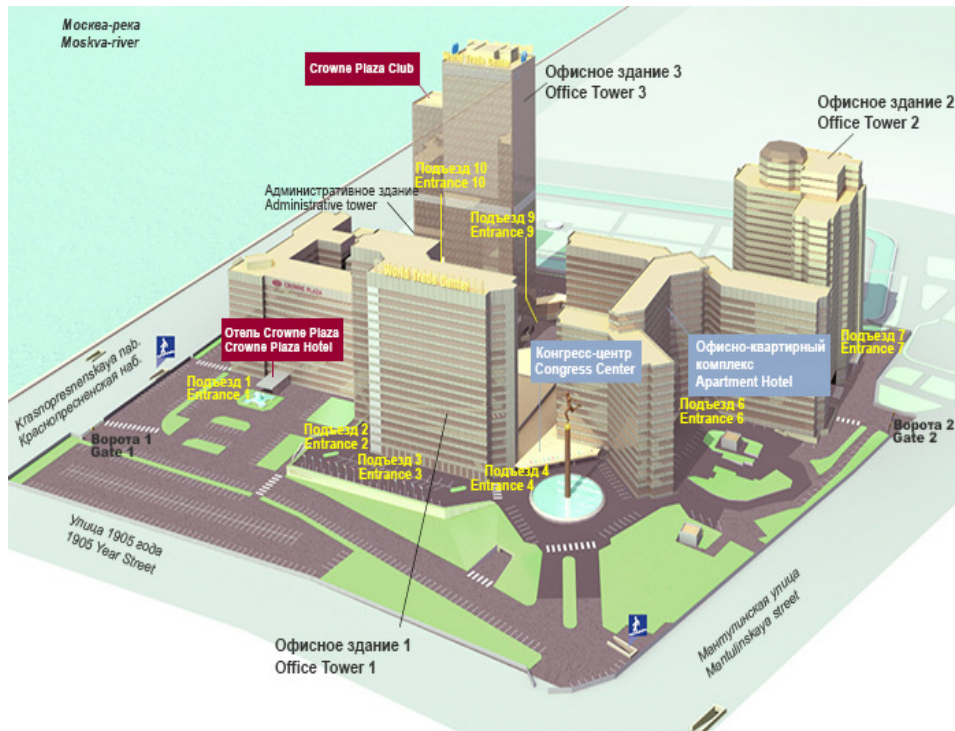 Москва-река
Moskva-river
Crowne Plaza Club
World Trade Center
Офисное здание 3
Office Tower 3
Офисное здание 2
Office Tower 2
Подъезд 10
Entrance 10
Административное здание
Administrative tower
Подъезд 9
Entrance 9
World Trade Center
CROWNE PLAZA
Отель Crowne Plaza
Crowne Plaza Hotel
Конгресс-центр
Congress Center
Офисно-квартирный
комплекс
Apartment Hotel
Подъезд 7
Entrance 7
Krasnopresnenskaya nab.
Краснопресненская наб.
Подъезд 1
Entrance 1
Подъезд 6
Entrance 6
Ворота 1
Gate 1
Подъезд 2
Entrance 2
Ворота 2
Gate 2
Подъезд 3
Entrance 3
Подъезд 4
Entrance 4
Улица 1905 года
1905 Year Street
Офисное здание 1
Office Tower 1
Мантулинская улица
Mantulinskaya street